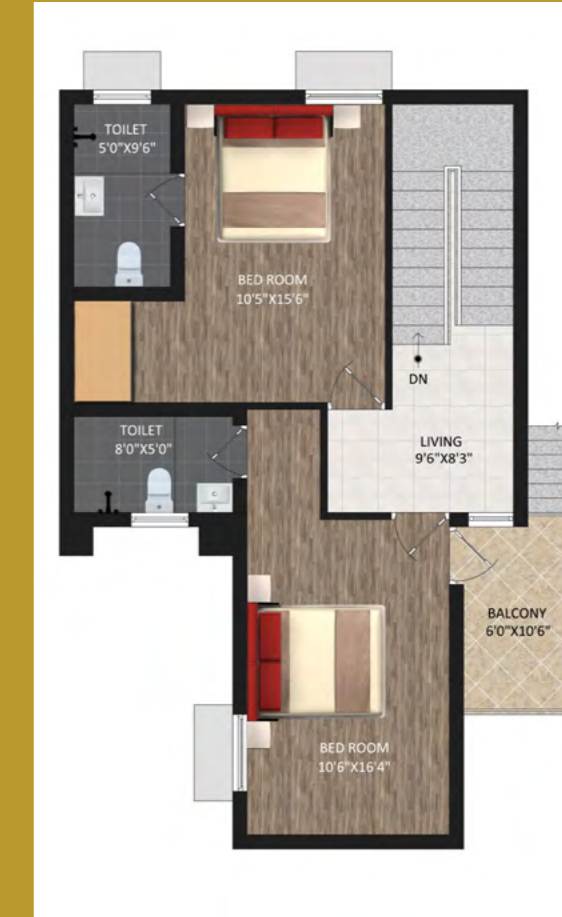 TOILET
5'0"X9'6"
BED ROOM
10'5"X15'6"
DN
TOILET
8'0"X5'0"
LIVING
9'6"X8'3"
BALCONY
6'0"X10'6"
BED ROOM
10'6"X16'4"